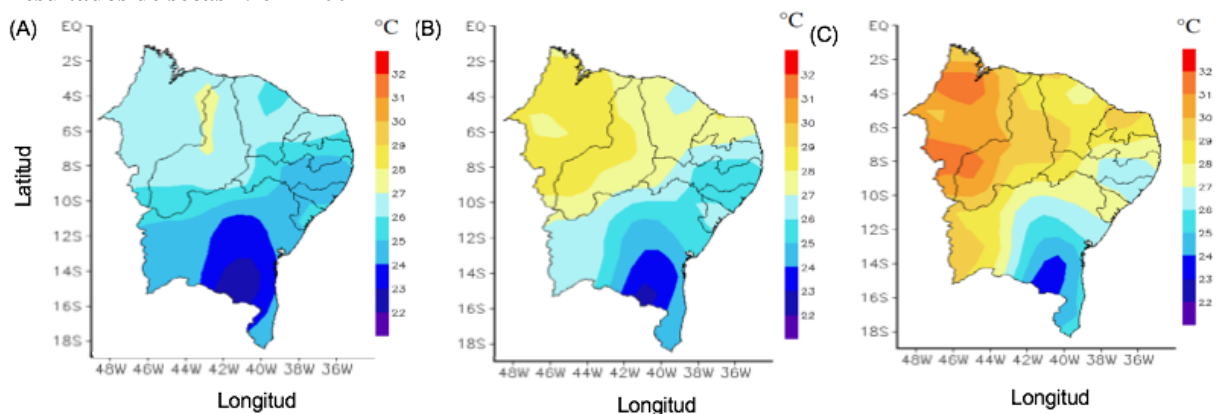 (A)
°C
EQ
2S
4S
6S
8S
10S
12S
14S
16S
18S
32
31
30
29
28
27
26
25
24
23
22
48W 46W 44W 42W 40W 38W 36W
Latitud
Longitud
(B)
°C
EQ
2S
4S
6S
8S
10S
12S
14S
16S
18S
32
31
30
29
28
27
26
25
24
23
22
48W 46W 44W 42W 40W 38W 36W
Longitud
(C)
°C
EQ
2S
4S
6S
8S
10S
12S
14S
16S
18S
32
31
30
29
28
27
26
25
24
23
22
48W 46W 44W 42W 40W 38W 36W
Longitud